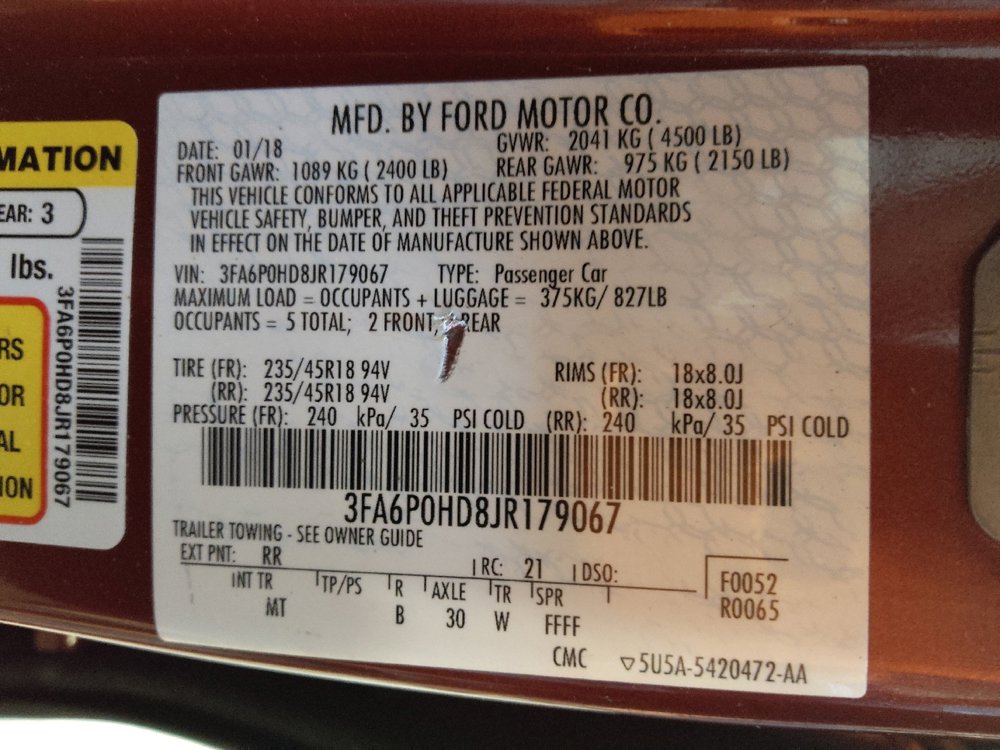 MATION
EAR: 3
lbs.
3FA6P0HD8JR179067
RS
OR
AL
ION
MFD. BY FORD MOTOR CO.
DATE: 01/18 GVWR: 2041 KG ( 4500 LB)
FRONT GAWR: 1089 KG ( 2400 LB) REAR GAWR: 975 KG ( 2150 LB)
THIS VEHICLE CONFORMS TO ALL APPLICABLE FEDERAL MOTOR
VEHICLE SAFETY, BUMPER, AND THEFT PREVENTION STANDARDS
IN EFFECT ON THE DATE OF MANUFACTURE SHOWN ABOVE.
VIN: 3FA6P0HD8JR179067 TYPE: Passenger Car
MAXIMUM LOAD = OCCUPANTS + LUGGAGE = 375KG/ 827LB
OCCUPANTS = 5 TOTAL; 2 FRONT, REAR
TIRE (FR): 235/45R18 94V RIMS (FR): 18x8.0J
(RR): 235/45R18 94V (RR): 18x8.0J
PRESSURE (FR): 240 kPa/ 35 PSI COLD (RR): 240 kPa/ 35 PSI COLD
3FA6P0HD8JR179067
TRAILER TOWING - SEE OWNER GUIDE
EXT PNT: RR RC: 21 DSO: F0052
INT TR TP/PS R AXLE TR SPR R0065
MT B 30 W FFFF
CMC ▽5U5A-5420472-AA